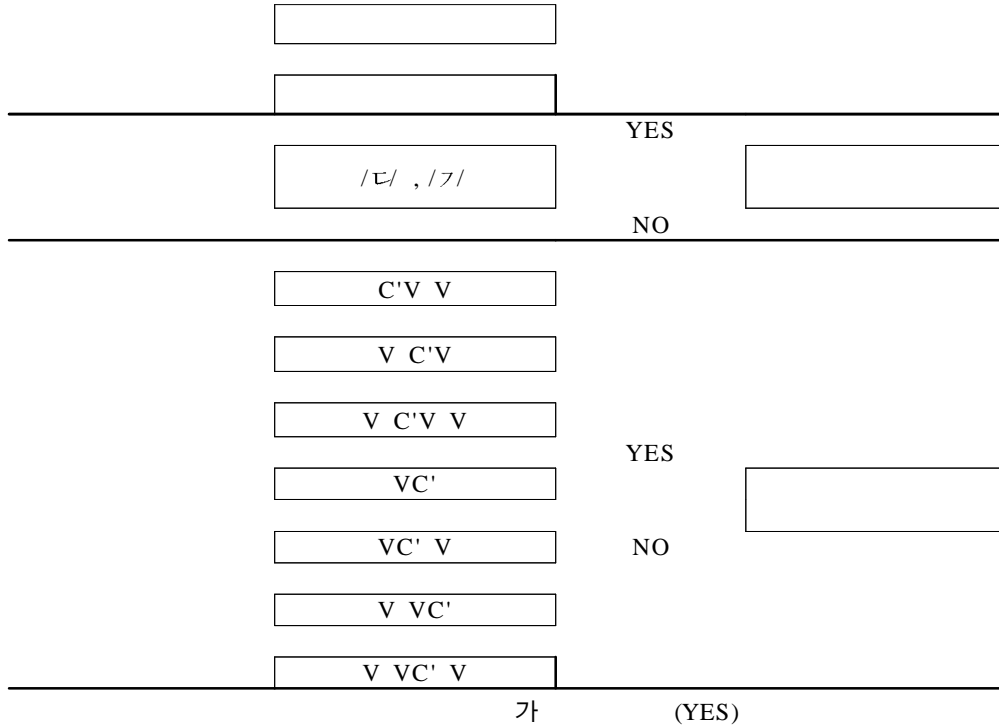 YES
/ㄷ/ , /ㄱ/
NO
C'V V
V C'V
V C'V V
YES
VC'
VC' V
NO
V VC'
V VC' V
가 (YES)